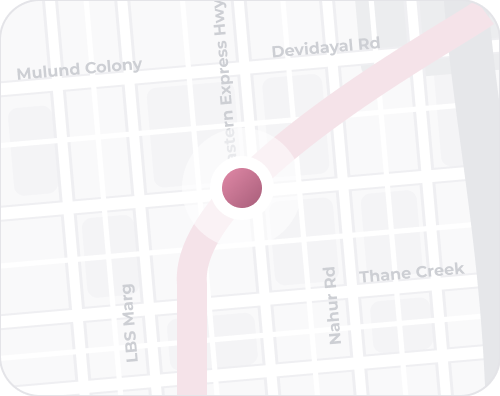 Mulund Colony
Devidayal Rd
Express Hwy
Thane Creek
LBS Marg
Nahur Rd